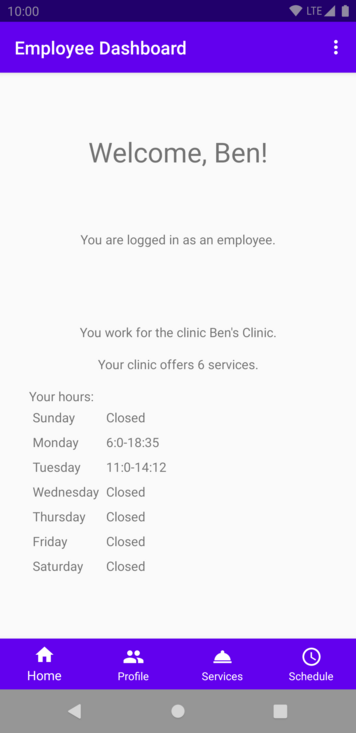 10:00
LTE
Employee Dashboard
Welcome, Ben!
You are logged in as an employee.
You work for the clinic Ben's Clinic.
Your clinic offers 6 services.
Your hours:
Sunday Closed
Monday 6:0-18:35
Tuesday 11:0-14:12
Wednesday Closed
Thursday Closed
Friday Closed
Saturday Closed
Home Profile Services Schedule